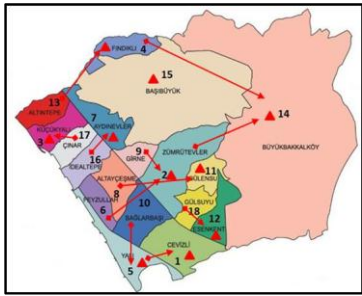 4
FINDIKLI
15
BAŞIBÜYÜK
13
ALTINTEPE
7
AYDINEVLER
14
BÜYÜKBAKKALKÖY
KÜÇÜKYALI
3
17
ÇINAR
16
İDEALTEPE
9
GİRNE
ZÜMRÜTEVLER
2
11
GÜLENSU
ALTAYÇEŞME
8
FEYZULLAH
6
10
BAĞLARBAŞI
GÜLSUYU
18
12
ESENKENT
CEVİZLİ
1
YALI
5